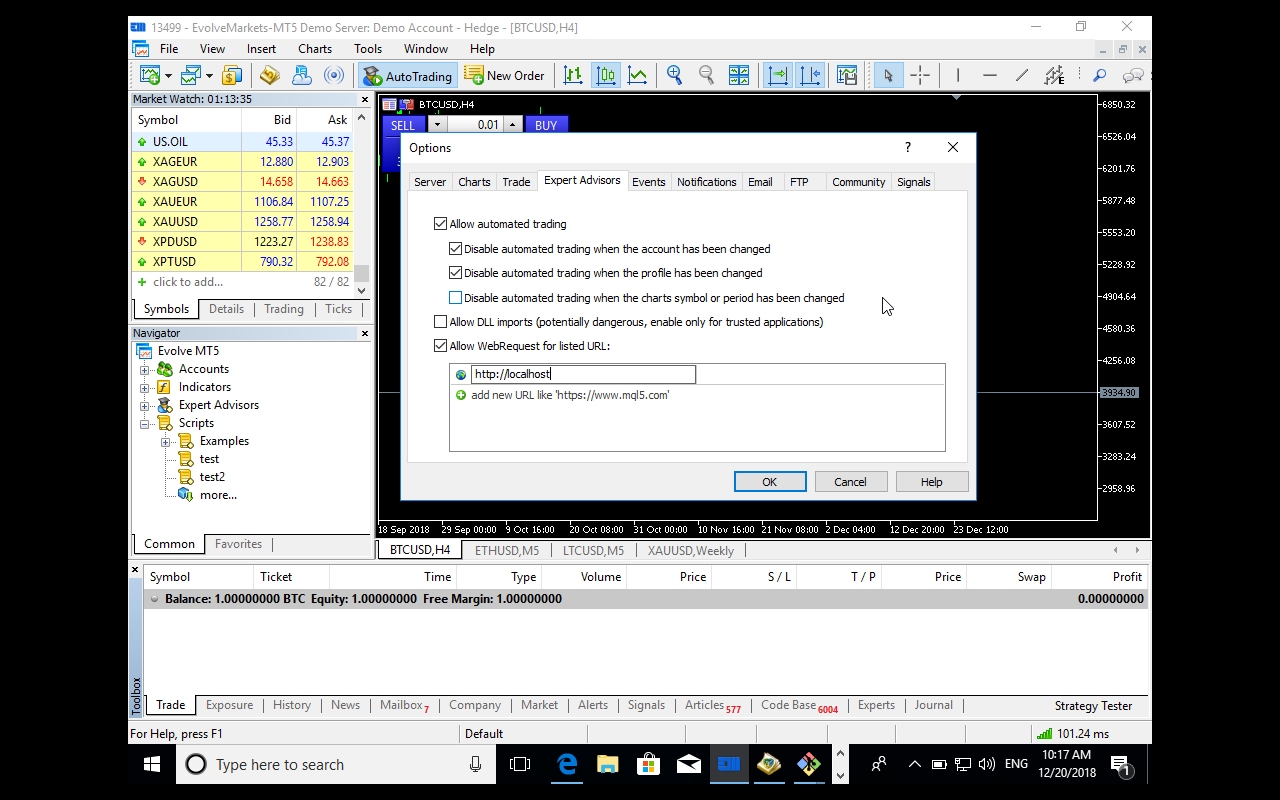 13499 - EvolveMarkets-MT5 Demo Server: Demo Account - Hedge - [BTCUSD,H4]
File View Insert Charts Tools Window Help
AutoTrading New Order
Market Watch: 01:13:35
Symbol Bid Ask
US.OIL 45.33 45.37
XAGEUR 12.880 12.903
XAGUSD 14.658 14.663
XAUEUR 1106.84 1107.25
XAUUSD 1258.77 1258.94
XPDUSD 1223.27 1238.83
XPTUSD 790.32 792.08
click to add... 82 / 82
Symbols Details Trading Ticks
Navigator
Evolve MT5
Accounts
Indicators
Expert Advisors
Scripts
Examples
test
test2
more...
Common Favorites
BTCUSD,H4
SELL 0.01 BUY
Options
Server Charts Trade Expert Advisors Events Notifications Email FTP Community Signals
Allow automated trading
Disable automated trading when the account has been changed
Disable automated trading when the profile has been changed
Disable automated trading when the charts symbol or period has been changed
Allow DLL imports (potentially dangerous, enable only for trusted applications)
Allow WebRequest for listed URL:
http://localhost
add new URL like 'https://www.mql5.com'
OK Cancel Help
6850.32
6526.04
6201.76
5877.48
5553.20
5228.92
4904.64
4580.36
4256.08
3934.90
3607.52
3283.24
2958.96
18 Sep 2018 29 Sep 00:00 9 Oct 16:00 20 Oct 08:00 31 Oct 00:00 10 Nov 16:00 21 Nov 08:00 2 Dec 04:00 12 Dec 20:00 23 Dec 12:00
BTCUSD,H4 ETHUSD,M5 LTCUSD,M5 XAUUSD,Weekly
Symbol Ticket Time Type Volume Price S / L T / P Price Swap Profit
Balance: 1.00000000 BTC Equity: 1.00000000 Free Margin: 1.00000000 0.00000000
Toolbox
Trade Exposure History News Mailbox 7 Company Market Alerts Signals Articles 577 Code Base 6004 Experts Journal Strategy Tester
For Help, press F1 Default 101.24 ms
Type here to search
ENG
10:17 AM
12/20/2018
1